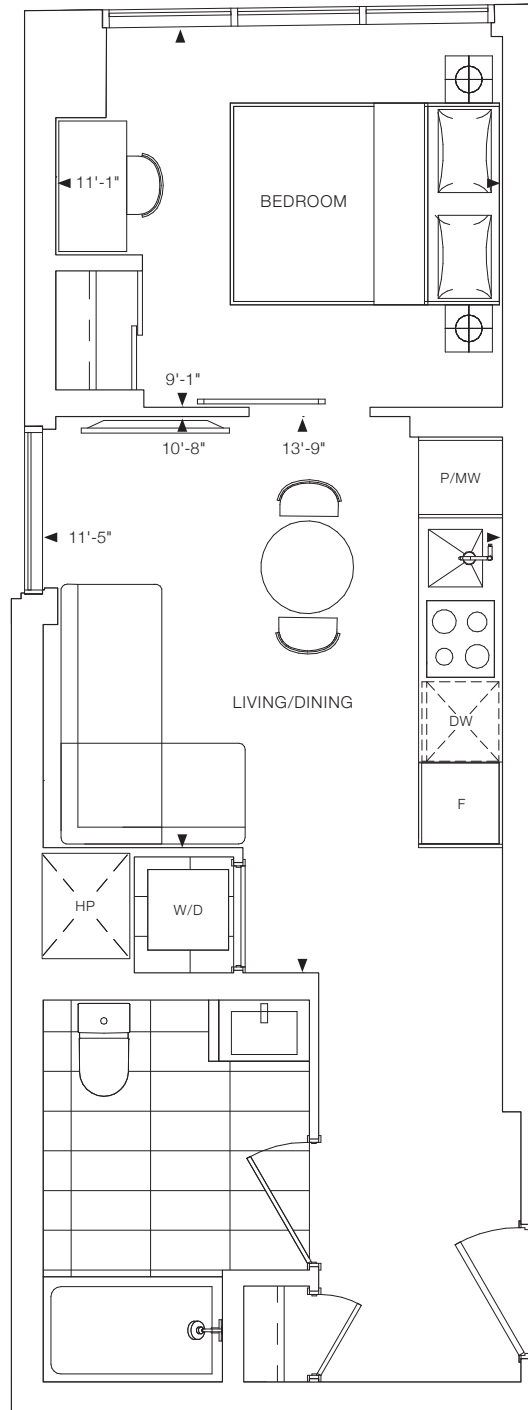 11'-1"
BEDROOM
9'-1"
10'-8"
13'-9"
P/MW
11'-5"
LIVING/DINING
DW
F
HP
W/D